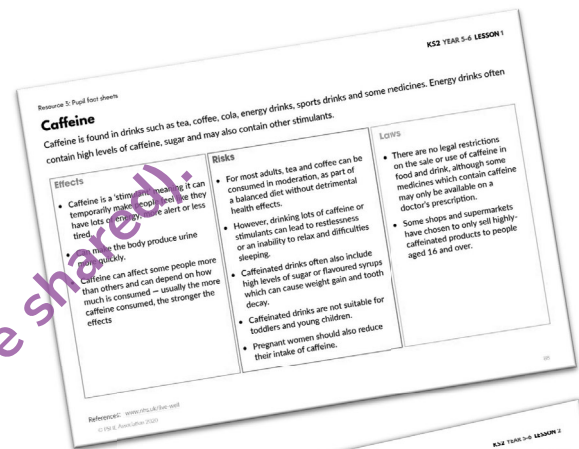 KS2 YEAR 5-6 LESSON 1
Resource 3: Pupil fact sheets
Caffeine
Caffeine is found in drinks such as tea, coffee, cola, energy drinks, sports drinks and some medicines. Energy drinks often
contain high levels of caffeine, sugar and may also contain other stimulants.
Effects
• Caffeine is a 'stimulant' meaning it can
temporarily make people feel like they
have lots of energy, more alert or less
tired.
• Can make the body produce urine
more quickly.
• Caffeine can affect some people more
than others and can depend on how
much is consumed – usually the more
caffeine consumed, the stronger the
effects
Risks
• For most adults, tea and coffee can be
consumed in moderation, as part of
a balanced diet without detrimental
health effects.
• However, drinking lots of caffeine or
stimulants can lead to restlessness
or an inability to relax and difficulties
sleeping.
• Caffeinated drinks often also include
high levels of sugar or flavoured syrups
which can cause weight gain and tooth
decay.
• Caffeinated drinks are not suitable for
toddlers and young children.
• Pregnant women should also reduce
their intake of caffeine.
Laws
• There are no legal restrictions
on the sale or use of caffeine in
food and drink, although some
medicines which contain caffeine
may only be available on a
doctor's prescription.
• Some shops and supermarkets
have chosen to only sell highly-
caffeinated products to people
aged 16 and over.
References: www.nhs.uk/live-well
© PSHE Association 2020
e shared).
KS2 YEAR 5-6 LESSON 2